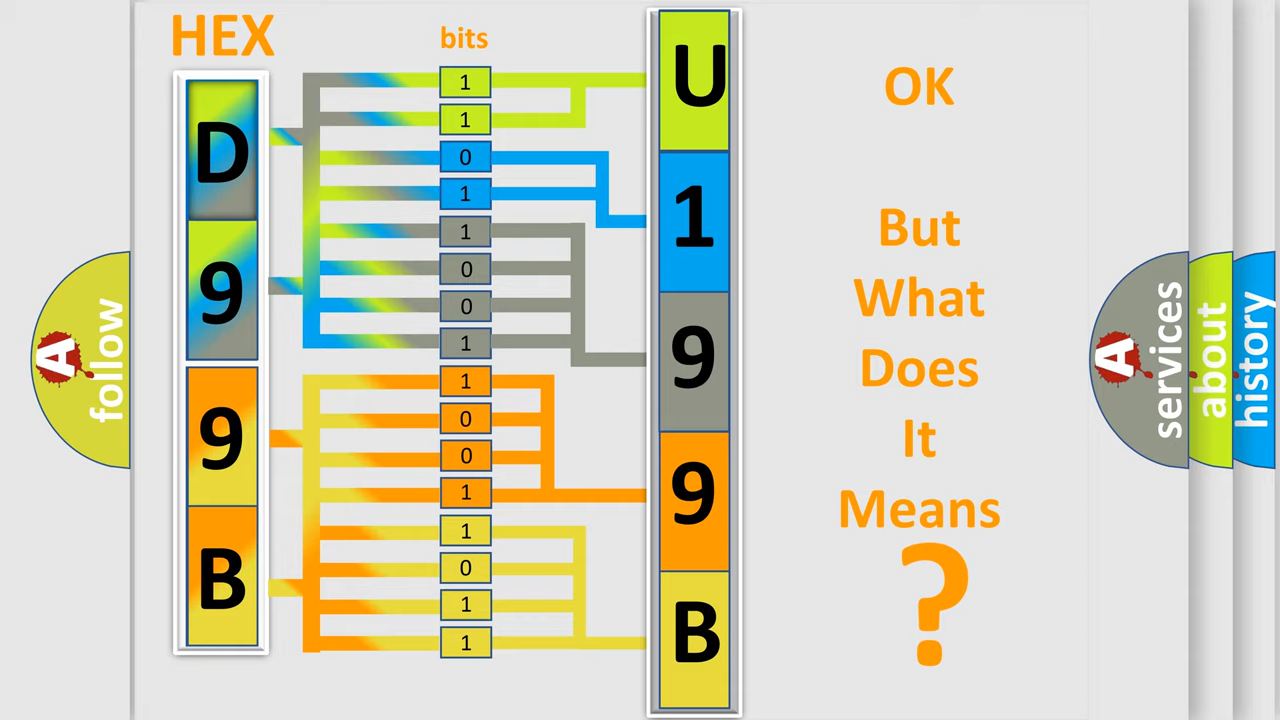 HEX
bits
D
9
9
B
1
1
0
1
1
0
0
1
1
0
0
1
1
0
1
1
U
1
9
9
B
OK
But
What
Does
It
Means
?
A
follow
A
services
about
history